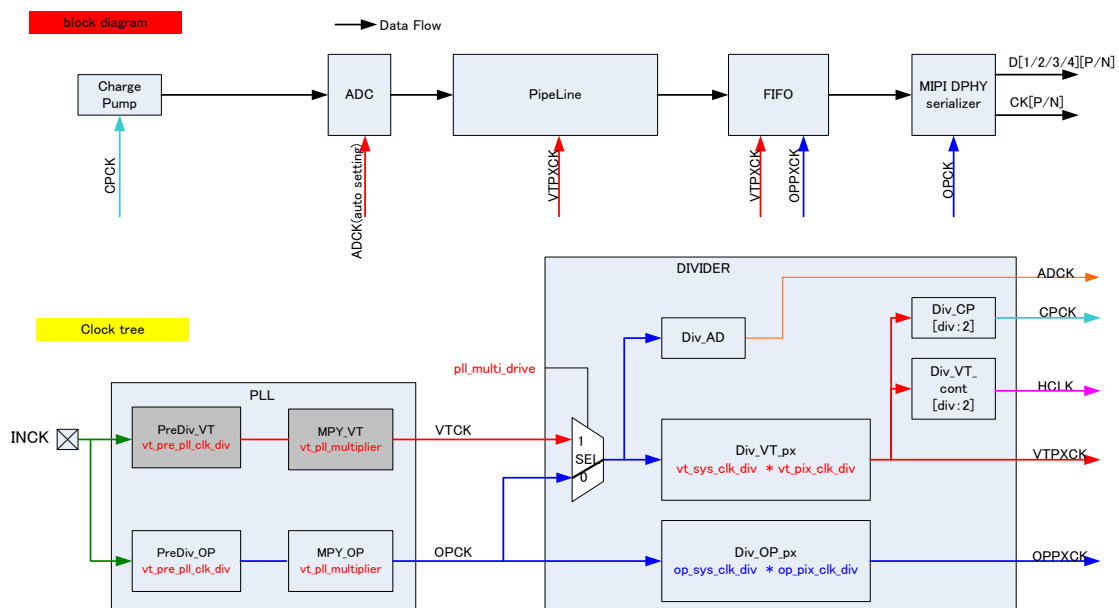 block diagram
Data Flow
Charge
Pump
ADC
PipeLine
FIFO
MIPI DPHY
serializer
D[1/2/3/4][P/N]
CK[P/N]
CPCK
ADCK(auto setting)
VTPXCK
VTPXCK
OPPXCK
OPCK
Clock tree
DIVIDER
ADCK
Div_AD
Div_CP
[div:2]
CPCK
pll_multi_drive
Div_VT_
cont
[div:2]
HCLK
PLL
INCK
PreDiv_VT
vt_pre_pll_clk_div
MPY_VT
vt_pll_multiplier
VTCK
1
SEL
0
Div_VT_px
vt_sys_clk_div * vt_pix_clk_div
VTPXCK
PreDiv_OP
vt_pre_pll_clk_div
MPY_OP
vt_pll_multiplier
OPCK
Div_OP_px
op_sys_clk_div * op_pix_clk_div
OPPXCK